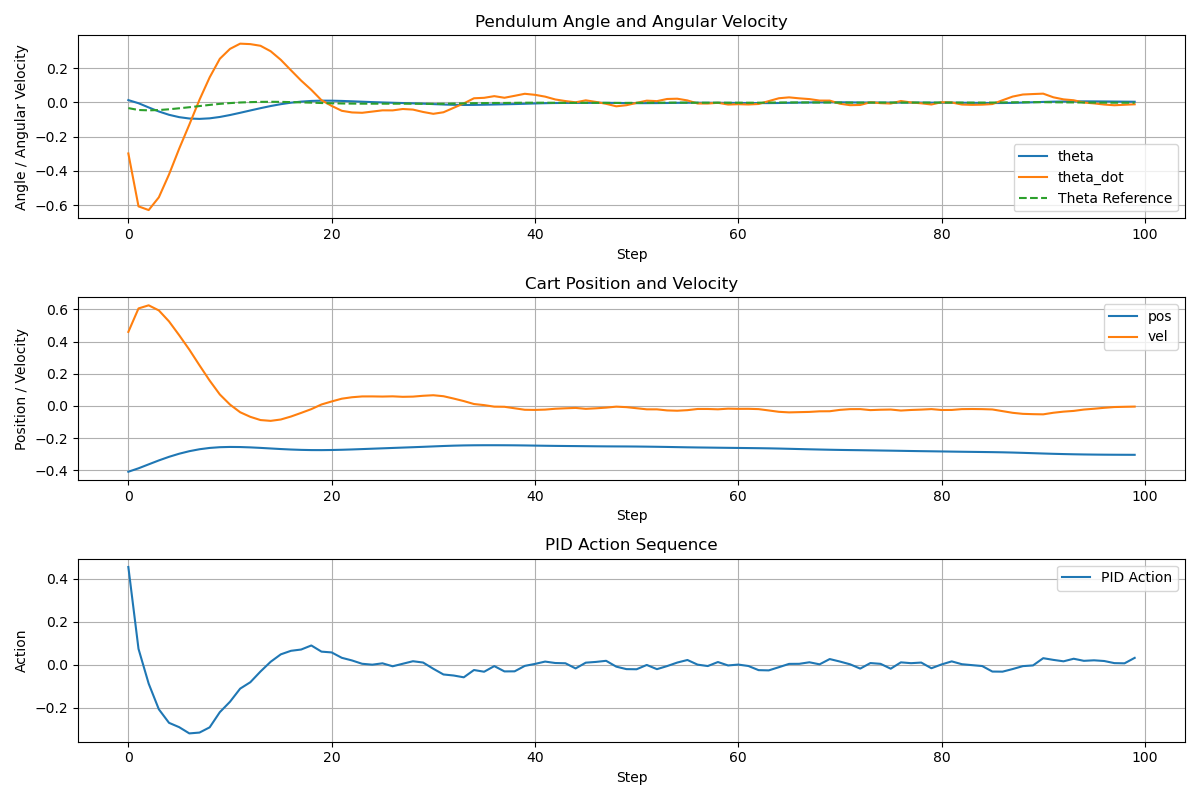 Pendulum Angle and Angular Velocity
Angle / Angular Velocity
0.2
0.0
−0.2
−0.4
−0.6
theta
theta_dot
Theta Reference
0 20 40 60 80 100
Step
Cart Position and Velocity
Position / Velocity
0.6
0.4
0.2
0.0
−0.2
−0.4
pos
vel
0 20 40 60 80 100
Step
PID Action Sequence
Action
0.4
0.2
0.0
−0.2
PID Action
0 20 40 60 80 100
Step